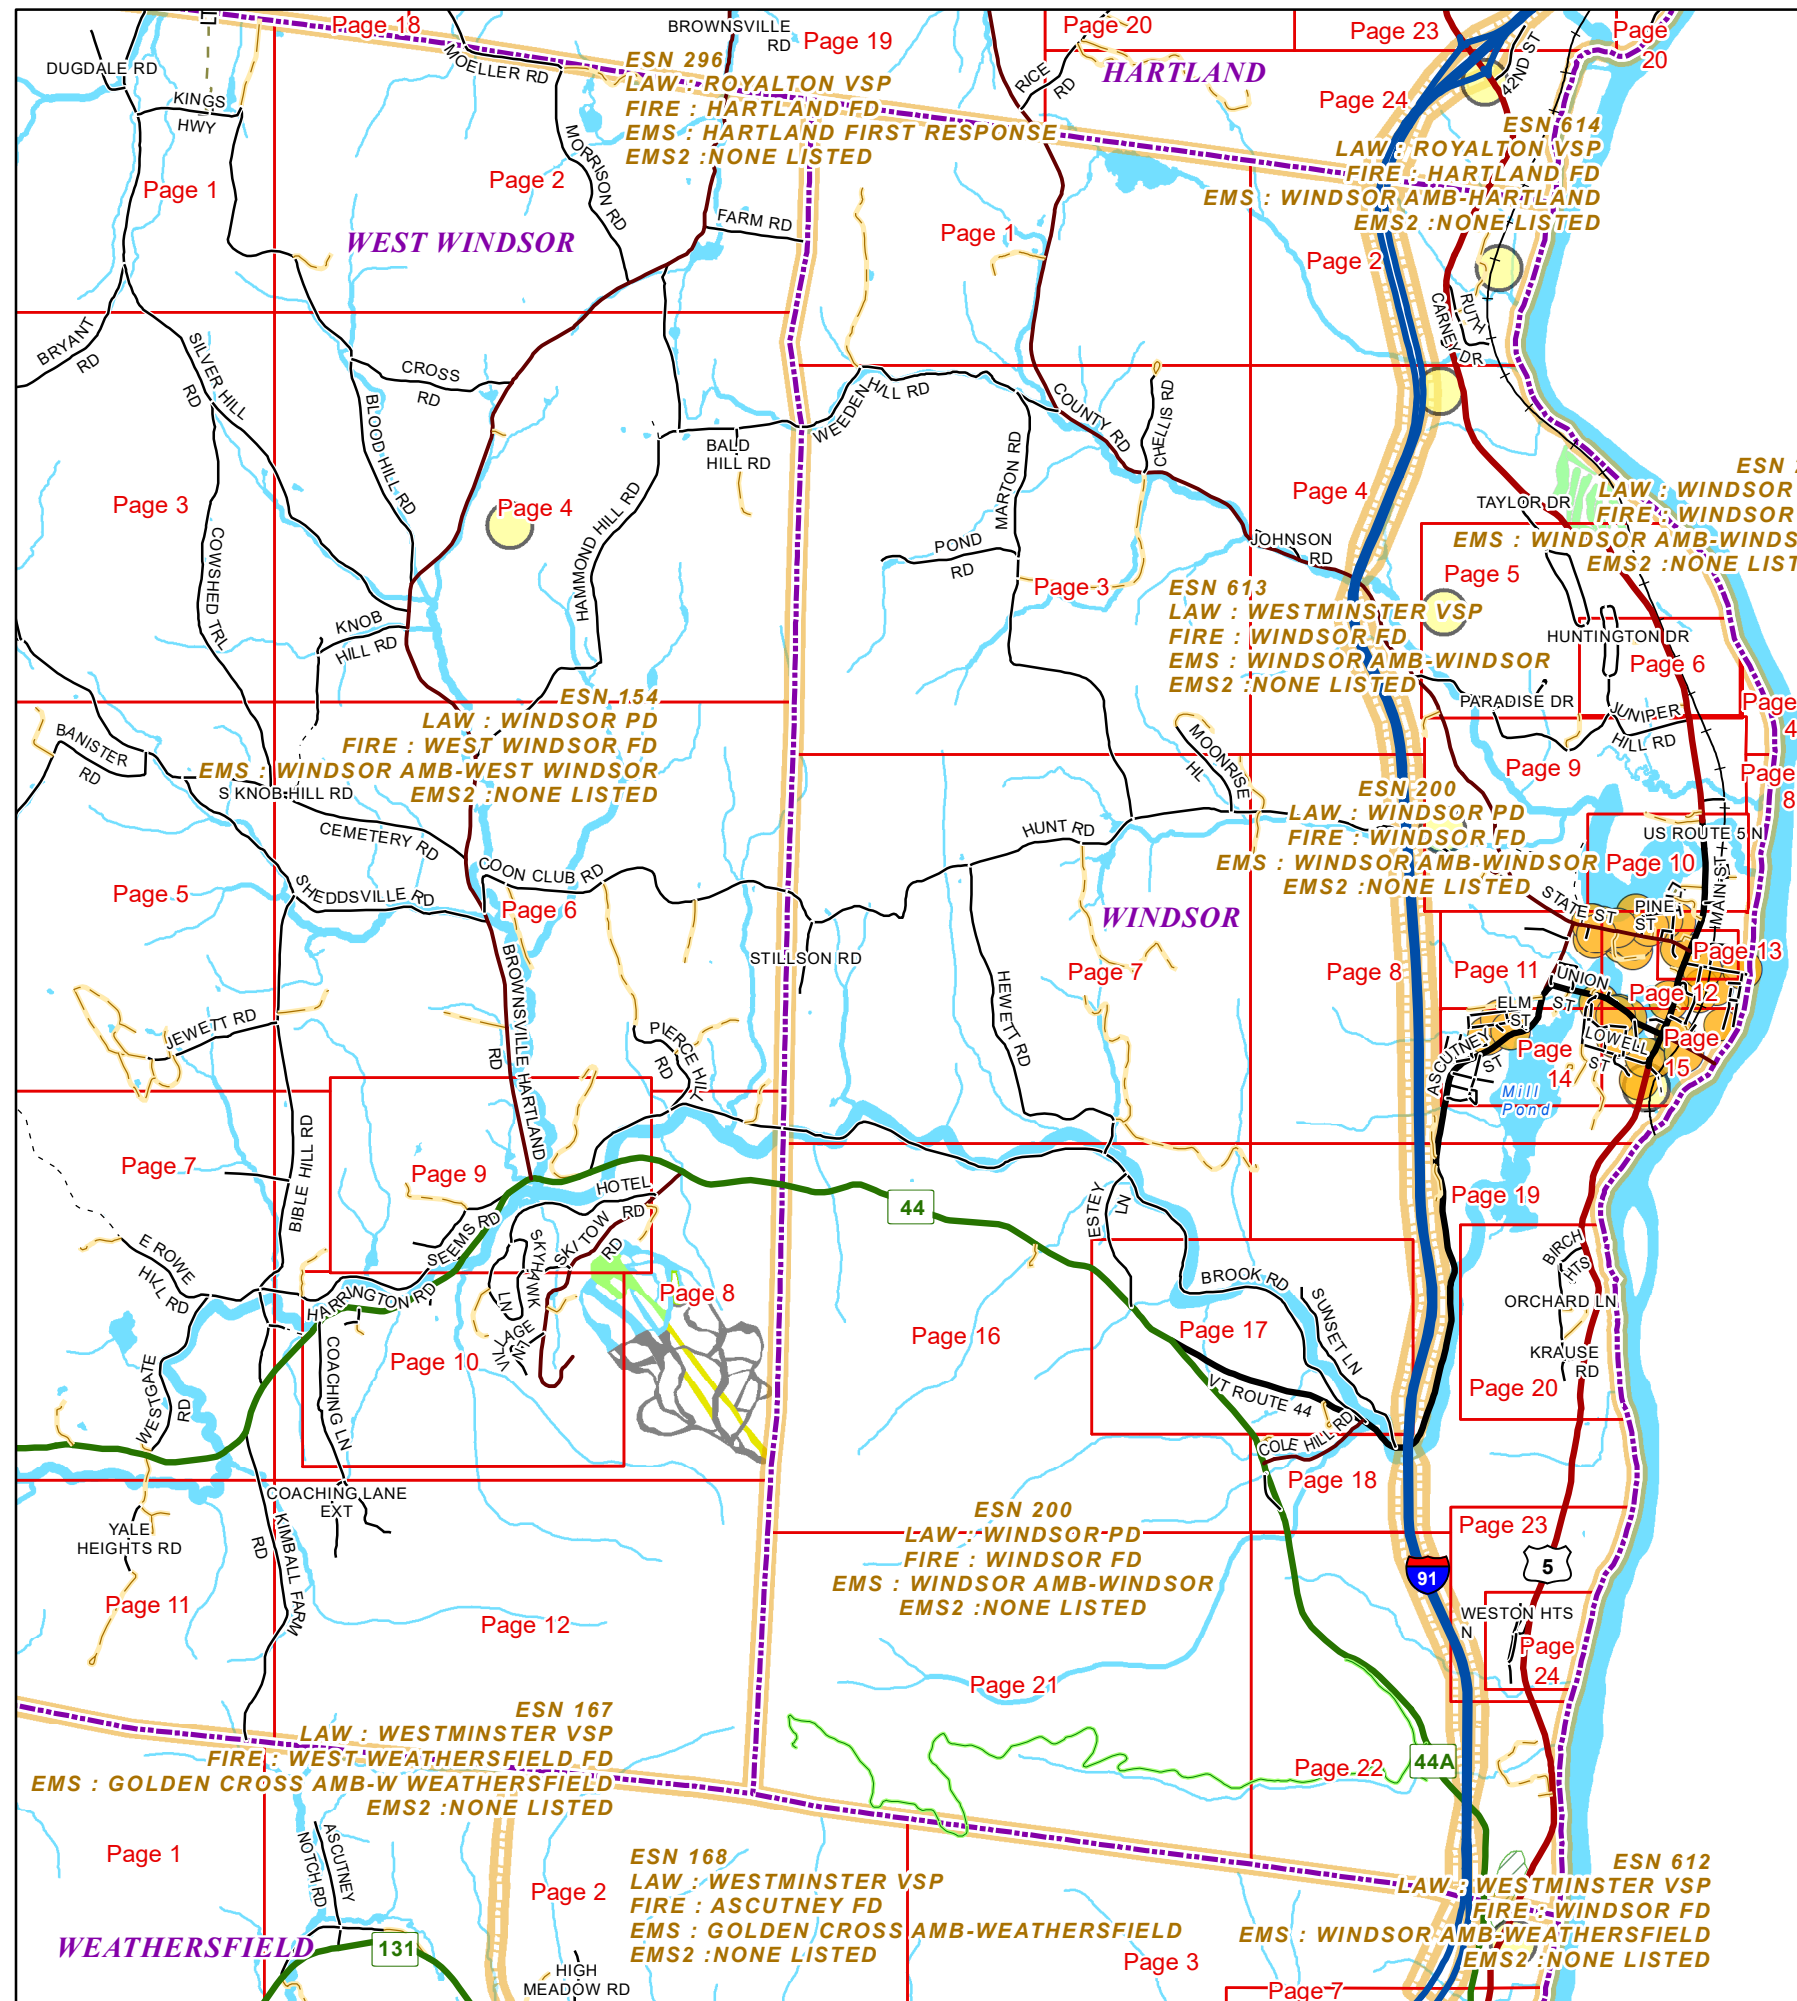 Page 18
BROWNSVILLE
RD
Page 19
Page 20
Page 23
Page
20
DUGDALE RD
MOELLER RD
ESN 296
LAW : ROYALTON VSP
FIRE : HARTLAND FD
EMS : HARTLAND FIRST RESPONSE
EMS2 :NONE LISTED
RICE
RD
HARTLAND
42ND ST
Page 24
KINGS
HWY
ESN 614
LAW : ROYALTON VSP
FIRE : HARTLAND FD
EMS : WINDSOR AMB-HARTLAND
EMS2 :NONE LISTED
Page 1
Page 2
MORRISON RD
FARM RD
WEST WINDSOR
Page 1
Page 2
CARNEY DR
RUTH
BRYANT
RD
SILVER HILL
RD
CROSS
RD
BLOOD HILL RD
WEEDEN HILL RD
COUNTY RD
CHELLIS RD
BALD
HILL RD
MARTON RD
Page 3
Page 4
Page 4
TAYLOR DR
ESN
LAW : WINDSOR
FIRE : WINDSOR
EMS : WINDSOR AMB-WINDS
EMS2 :NONE LIST
COWSHED TRL
HAMMOND HILL RD
POND
RD
JOHNSON
RD
Page 3
Page 5
ESN 613
LAW : WESTMINSTER VSP
FIRE : WINDSOR FD
EMS : WINDSOR AMB-WINDSOR
EMS2 :NONE LISTED
KNOB
HILL RD
HUNTINGTON DR
Page 6
PARADISE DR
JUNIPER
HILL RD
Page
4
ESN 154
LAW : WINDSOR PD
FIRE : WEST WINDSOR FD
EMS : WINDSOR AMB-WEST WINDSOR
EMS2 :NONE LISTED
BANISTER
RD
S KNOB HILL RD
MOONRISE
HL
Page 9
Page
8
ESN 200
LAW : WINDSOR PD
FIRE : WINDSOR FD
EMS : WINDSOR AMB-WINDSOR
EMS2 :NONE LISTED
CEMETERY RD
HUNT RD
US ROUTE 5 N
Page 10
COON CLUB RD
SHEDDSVILLE RD
Page 5
Page 6
WINDSOR
STATE ST
PINE
ST
MAIN ST
BROWNSVILLE HARTLAND
RD
STILLSON RD
HEWETT RD
Page 7
Page 8
Page 11
Page 13
UNION
ST
Page 12
ELM
ST
JEWETT RD
PIERCE HILL
RD
ASCUTNEY
ST
Page
14
LOWELL
ST
Page
15
Mill
Pond
BIBLE HILL RD
Page 7
Page 9
HOTEL
RD
44
ESTEY
LN
Page 19
E ROWE
HILL RD
SEEMS RD
SKYHAWK
LN
SKI TOW
RD
BIRCH
HTS
HARRINGTON RD
Page 8
BROOK RD
SUNSET LN
ORCHARD LN
VILLAGE
LN
Page 10
Page 16
Page 17
KRAUSE
RD
Page 20
WESTGATE
RD
COACHING LN
VT ROUTE 44
COLE HILL RD
Page 18
COACHING LANE
EXT
YALE
HEIGHTS RD
KIMBALL FARM
RD
ESN 200
LAW : WINDSOR PD
FIRE : WINDSOR FD
EMS : WINDSOR AMB-WINDSOR
EMS2 :NONE LISTED
Page 23
5
91
Page 11
Page 12
WESTON HTS
N
Page
24
Page 21
ESN 167
LAW : WESTMINSTER VSP
FIRE : WEST WEATHERSFIELD FD
EMS : GOLDEN CROSS AMB-W WEATHERSFIELD
EMS2 :NONE LISTED
Page 22
44A
Page 1
ASCUTNEY
NOTCH RD
Page 2
ESN 168
LAW : WESTMINSTER VSP
FIRE : ASCUTNEY FD
EMS : GOLDEN CROSS AMB-WEATHERSFIELD
EMS2 :NONE LISTED
ESN 612
LAW : WESTMINSTER VSP
FIRE : WINDSOR FD
EMS : WINDSOR AMB-WEATHERSFIELD
EMS2 :NONE LISTED
WEATHERSFIELD
131
HIGH
MEADOW RD
Page 3
Page 7